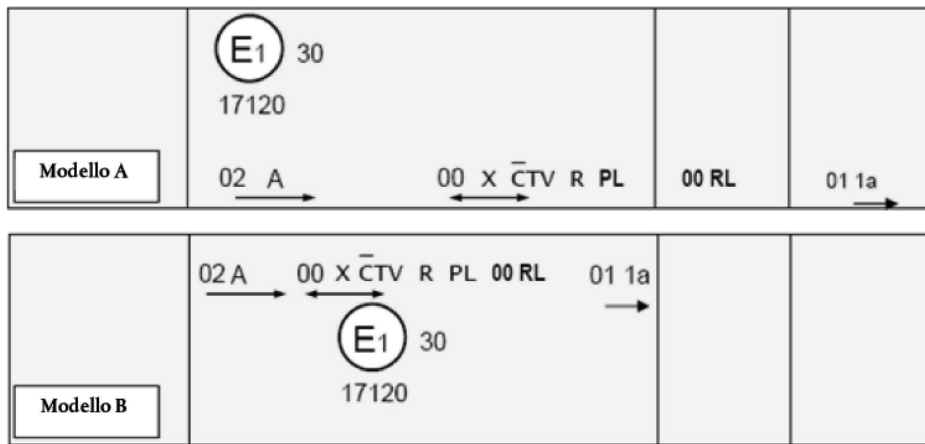 E1 30
17120
Modello A
02 A 00 X C̅TV R PL 00 RL 01 1a
02 A 00 X C̅TV R PL 00 RL 01 1a
E1 30
17120
Modello B